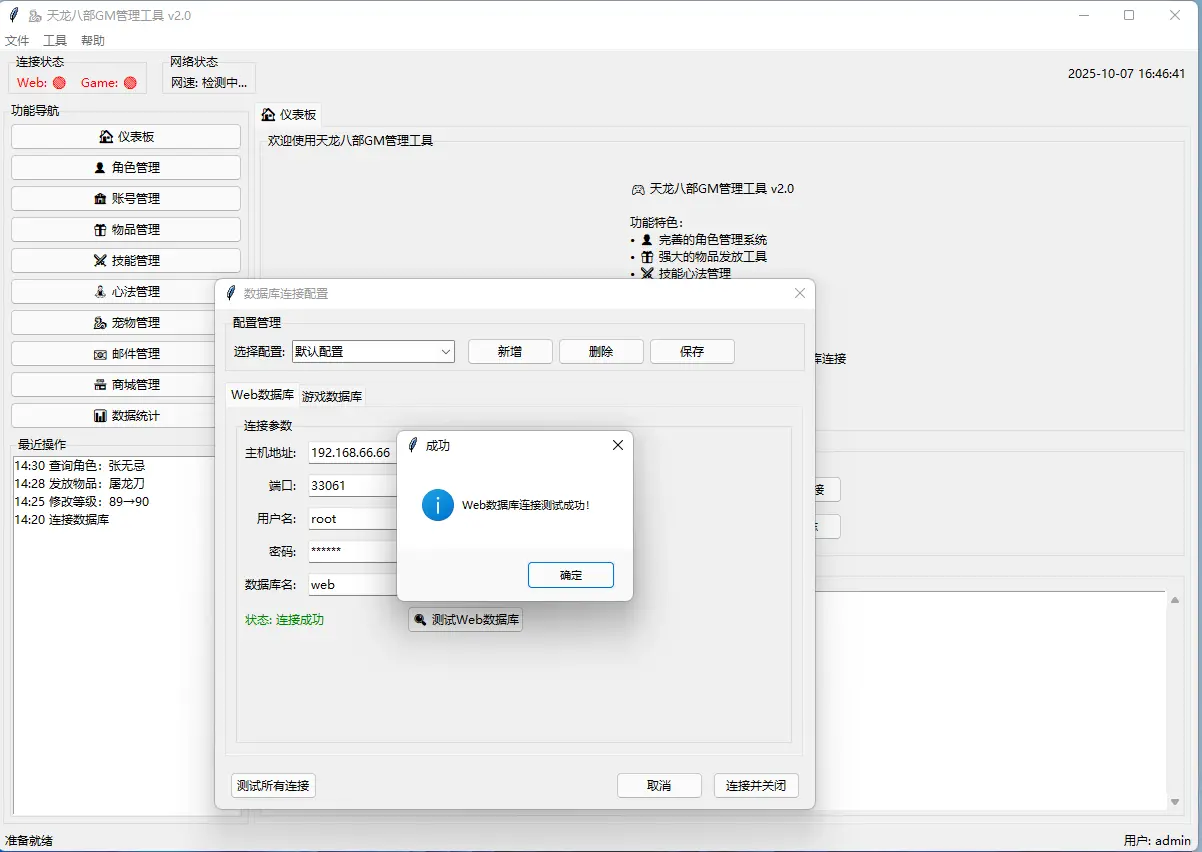 天龙八部GM管理工具 v2.0
文件 工具 帮助
连接状态
Web: Game:
网络状态
网速: 检测中...
2025-10-07 16:46:41
功能导航
仪表板
角色管理
账号管理
物品管理
技能管理
心法管理
宠物管理
邮件管理
商城管理
数据统计
最近操作
14:30 查询角色：张无忌
14:28 发放物品：屠龙刀
14:25 修改等级：89→90
14:20 连接数据库
仪表板
欢迎使用天龙八部GM管理工具
天龙八部GM管理工具 v2.0
功能特色：
• 完善的角色管理系统
• 强大的物品发放工具
• 技能心法管理
库连接
接
数据库连接配置
配置管理
选择配置: 默认配置 新增 删除 保存
Web数据库 游戏数据库
连接参数
主机地址: 192.168.66.66
端口: 33061
用户名: root
密码: ******
数据库名: web
状态: 连接成功 测试Web数据库
成功
Web数据库连接测试成功!
确定
测试所有连接 取消 连接并关闭
准备就绪
用户: admin